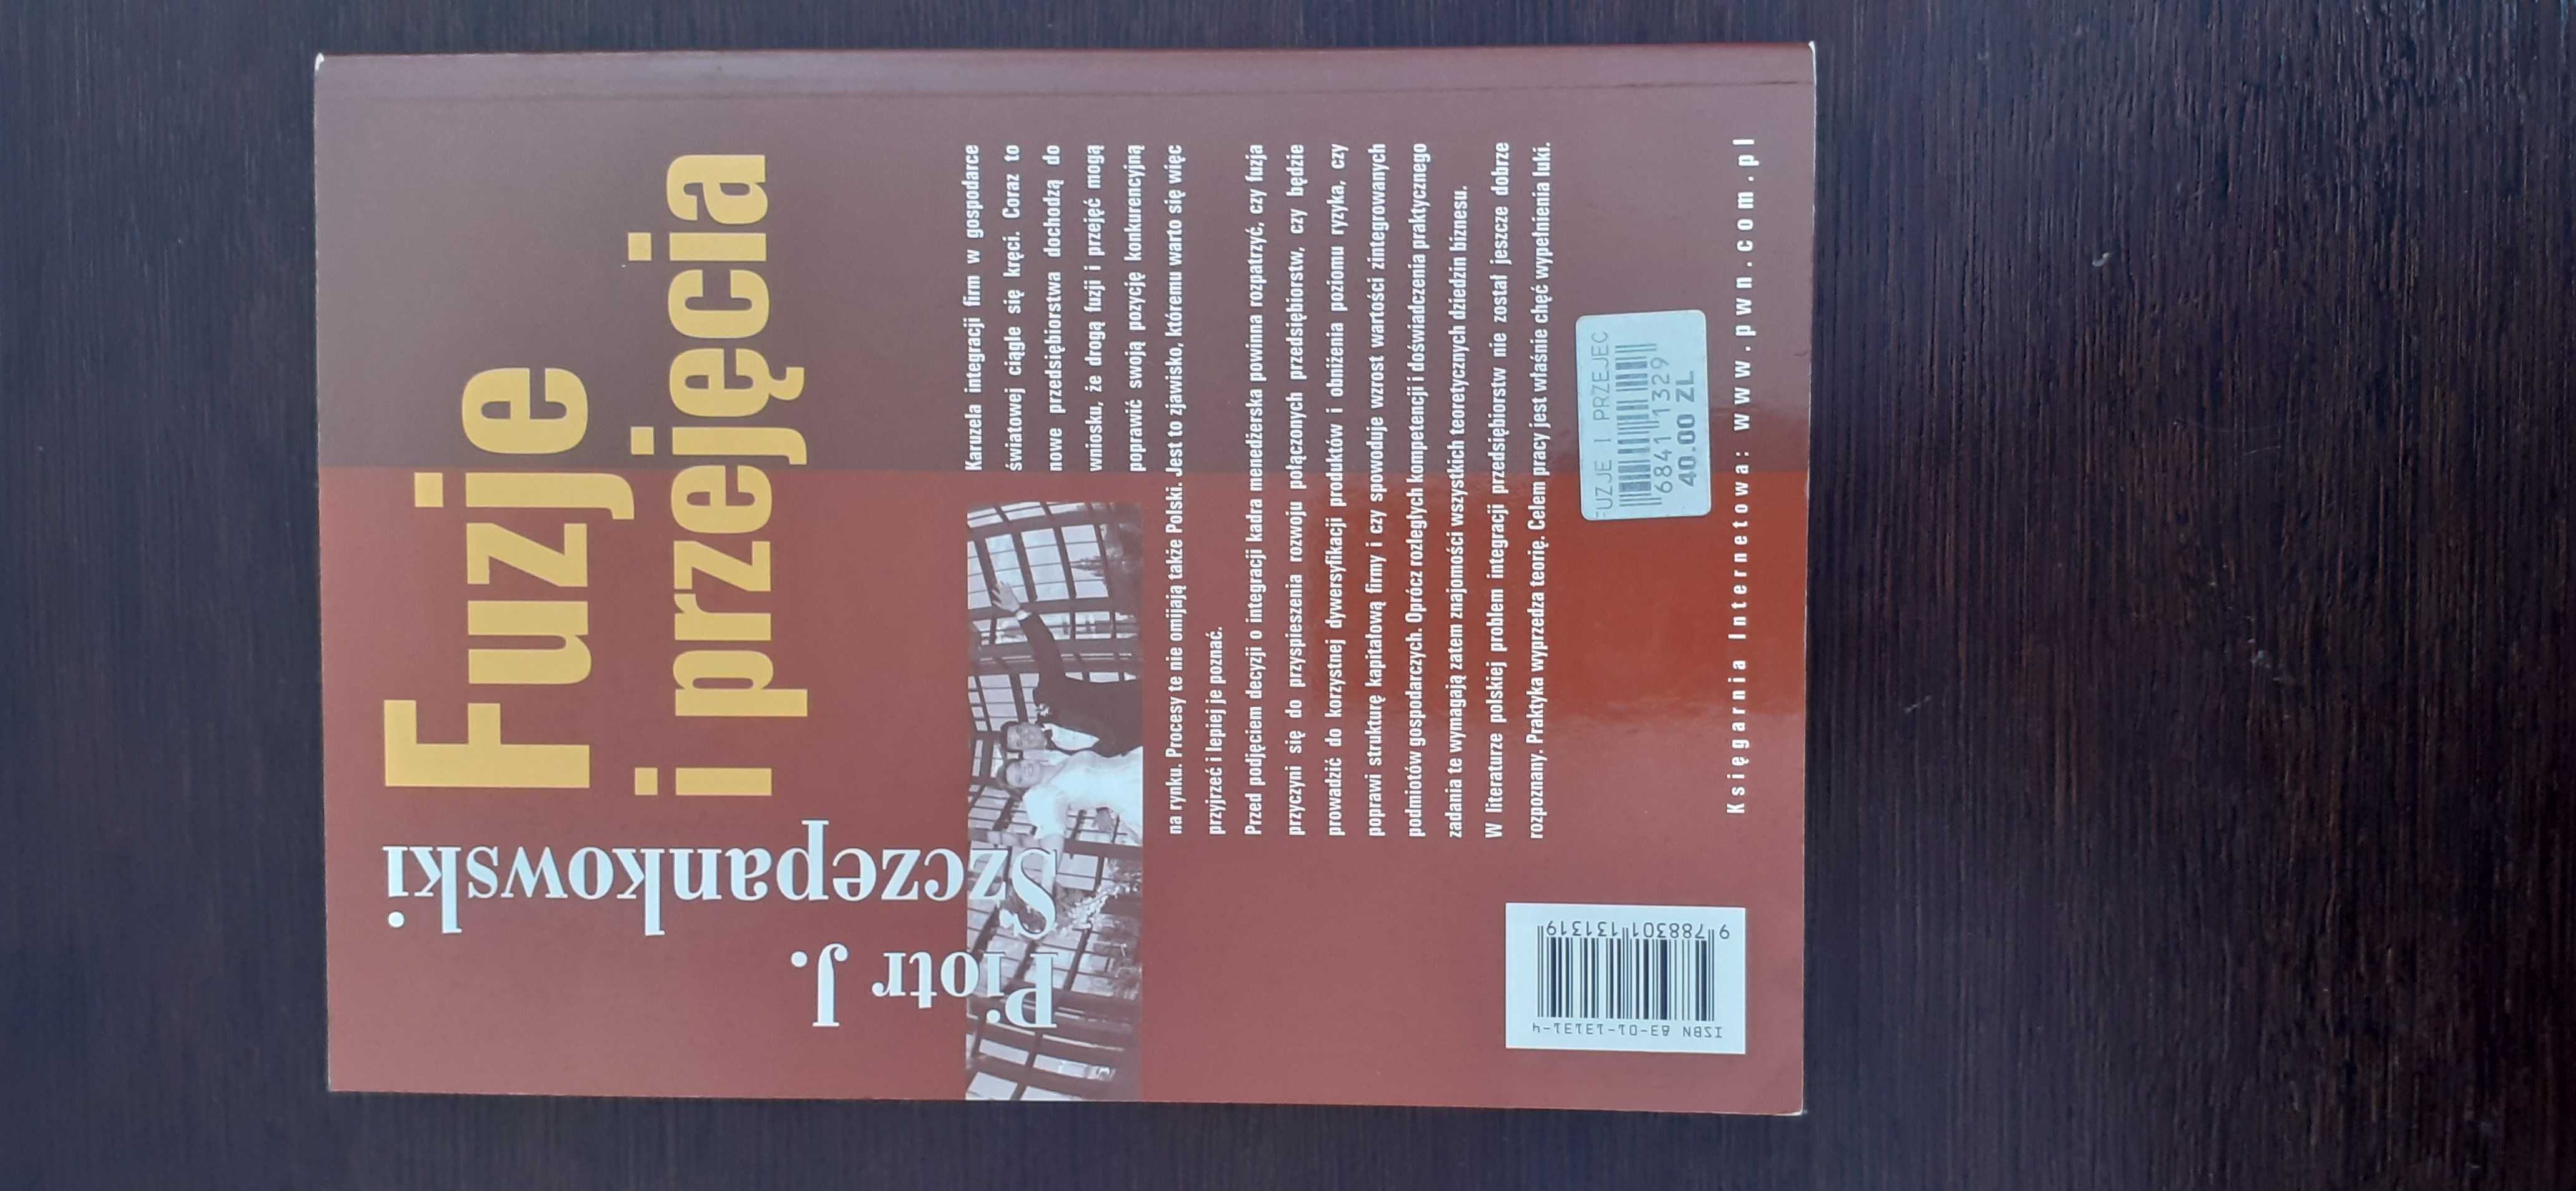 Fuzje
i przejęcia
Piotr J.
Szczepankowski
Karuzela integracji firm w gospodarce
światowej ciągle się kręci. Coraz to
nowe przedsiębiorstwa dochodzą do
wniosku, że drogą fuzji i przejęć mogą
poprawić swoją pozycję konkurencyjną
na rynku. Procesy te nie omijają także Polski. Jest to zjawisko, któremu warto się więc
przyjrzeć i lepiej je poznać.
Przed podjęciem decyzji o integracji kadra menedżerska powinna rozpatrzyć, czy fuzja
przyczyni się do przyspieszenia rozwoju połączonych przedsiębiorstw, czy będzie
prowadzić do korzystnej dywersyfikacji produktów i obniżenia poziomu ryzyka, czy
poprawi strukturę kapitałową firmy i czy spowoduje wzrost wartości zintegrowanych
podmiotów gospodarczych. Oprócz rozległych kompetencji i doświadczenia praktycznego
zadania te wymagają zatem znajomości wszystkich teoretycznych dziedzin biznesu.
W literaturze polskiej problem integracji przedsiębiorstw nie został jeszcze dobrze
rozpoznany. Praktyka wyprzedza teorię. Celem pracy jest właśnie chęć wypełnienia luki.
FUZJE I PRZEJEC
6841 1329
40.00 ZL
Księgarnia Internetowa: www.pwn.com.pl
ISBN 83-01-13131-4
9 788301 131319